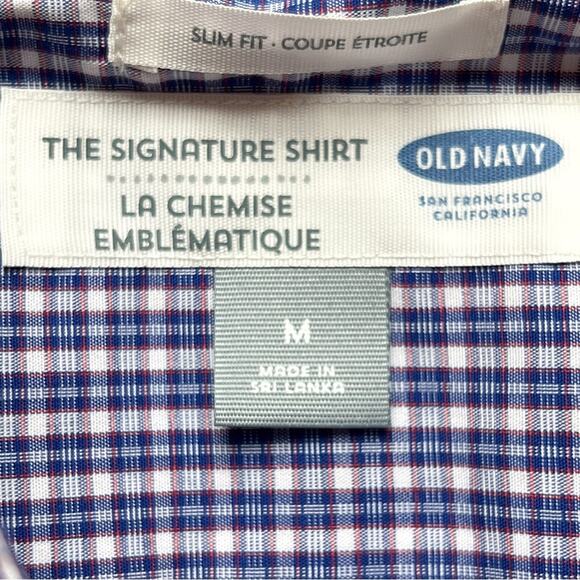 SLIM FIT · COUPE ÉTROITE
THE SIGNATURE SHIRT
LA CHEMISE
EMBLÉMATIQUE
OLD NAVY
SAN FRANCISCO
CALIFORNIA
M
MADE IN
SRI LANKA